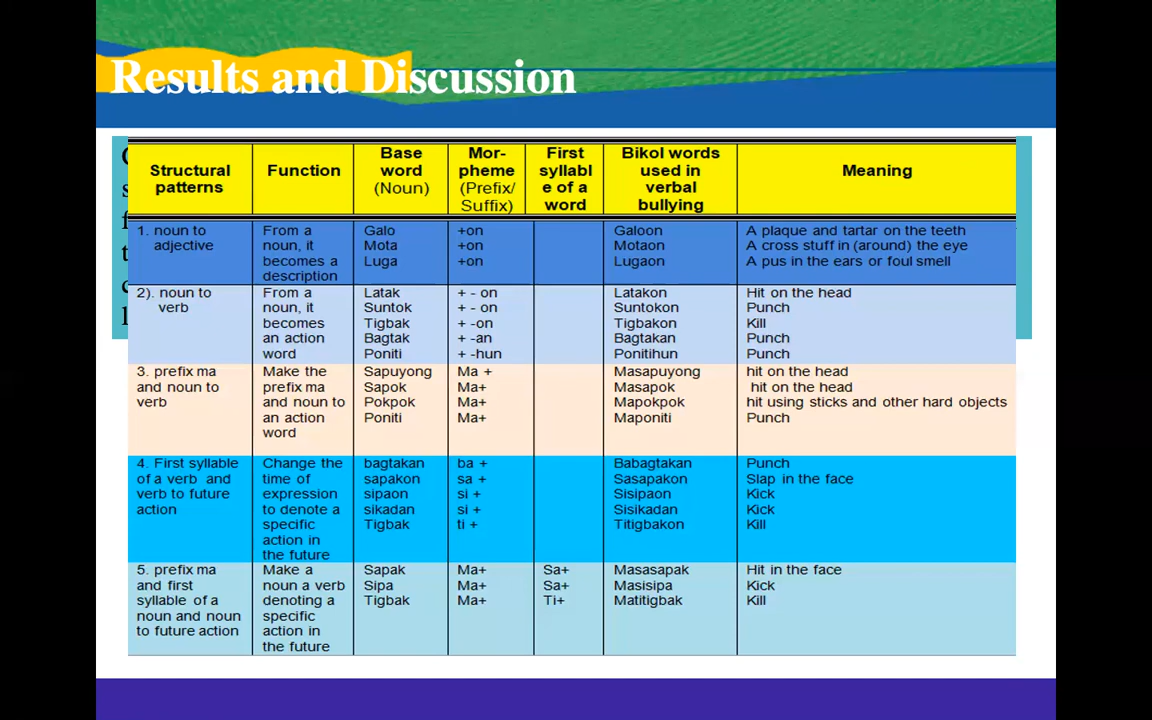 Results and Discussion
Structural patterns | Function | Base word (Noun) | Mor-pheme (Prefix/ Suffix) | First syllabl e of a word | Bikol words used in verbal bullying | Meaning
1. noun to | From a | Galo | +on | Galoon | A plaque and tartar on the teeth
adjective | noun, it | Mota | +on | Motaon | A cross stuff in (around) the eye
becomes a | Luga | +on | Lugaon | A pus in the ears or foul smell
description
2). noun to | From a | Latak | + - on | Latakon | Hit on the head
verb | noun, it | Suntok | + - on | Suntokon | Punch
becomes | Tigbak | + -on | Tigbakon | Kill
an action | Bagtak | + -an | Bagtakan | Punch
word | Poniti | + -hun | Ponitihun | Punch
3. prefix ma | Make the | Sapuyong | Ma + | Masapuyong | hit on the head
and noun to | prefix ma | Sapok | Ma+ | Masapok | hit on the head
verb | and noun to | Pokpok | Ma+ | Mapokpok | hit using sticks and other hard objects
an action | Poniti | Ma+ | Maponiti | Punch
word
4. First syllable | Change the | bagtakan | ba + | Babagtakan | Punch
of a verb and | time of | sapakon | sa + | Sasapakon | Slap in the face
verb to future | expression | sipaon | si + | Sisipaon | Kick
action | to denote a | sikadan | si + | Sisikadan | Kick
specific | Tigbak | ti + | Titigbakon | Kill
action in
the future
5. prefix ma | Make a | Sapak | Ma+ | Sa+ | Masasapak | Hit in the face
and first | noun a verb | Sipa | Ma+ | Sa+ | Masisipa | Kick
syllable of a | denoting a | Tigbak | Ma+ | Ti+ | Matitigbak | Kill
noun and noun | specific
to future action | action in
the future